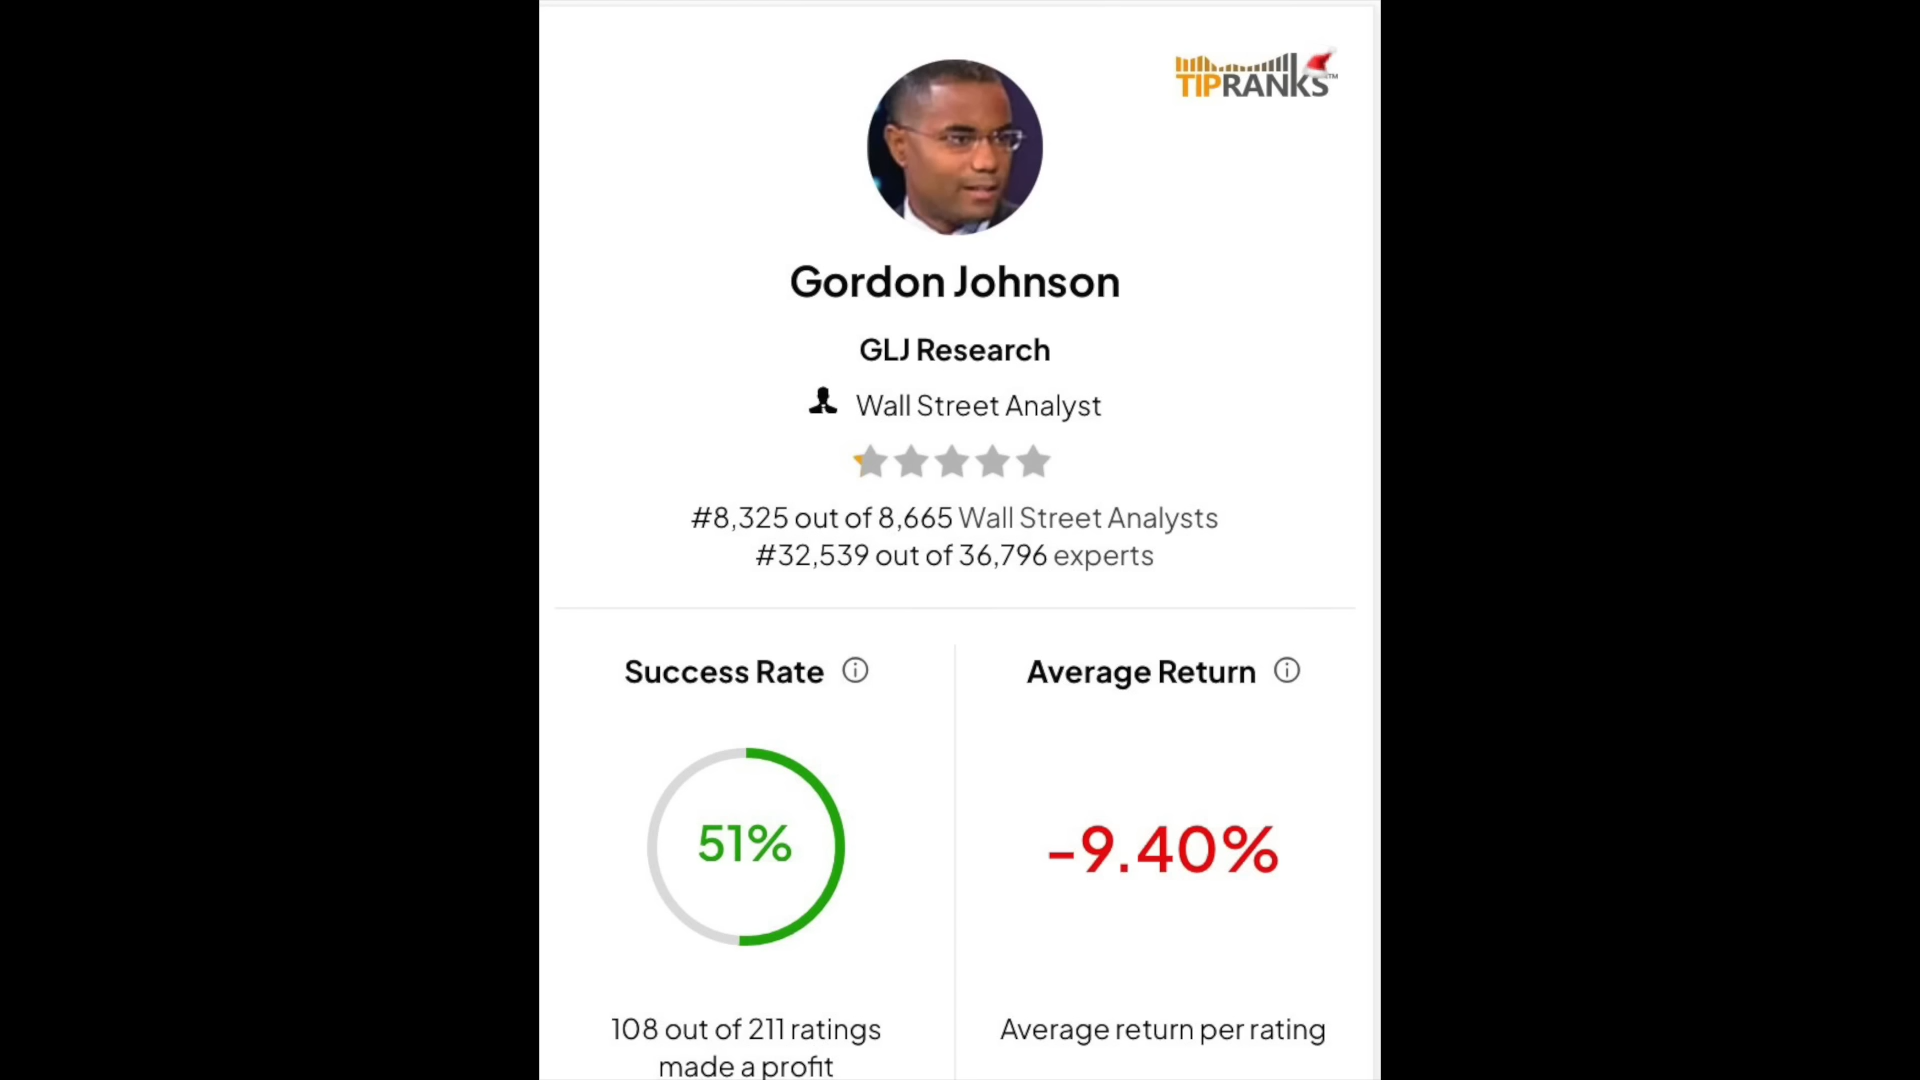 TIPRANKS™
Gordon Johnson
GLJ Research
Wall Street Analyst
#8,325 out of 8,665 Wall Street Analysts
#32,539 out of 36,796 experts
Success Rate
Average Return
51%
-9.40%
108 out of 211 ratings
made a profit
Average return per rating